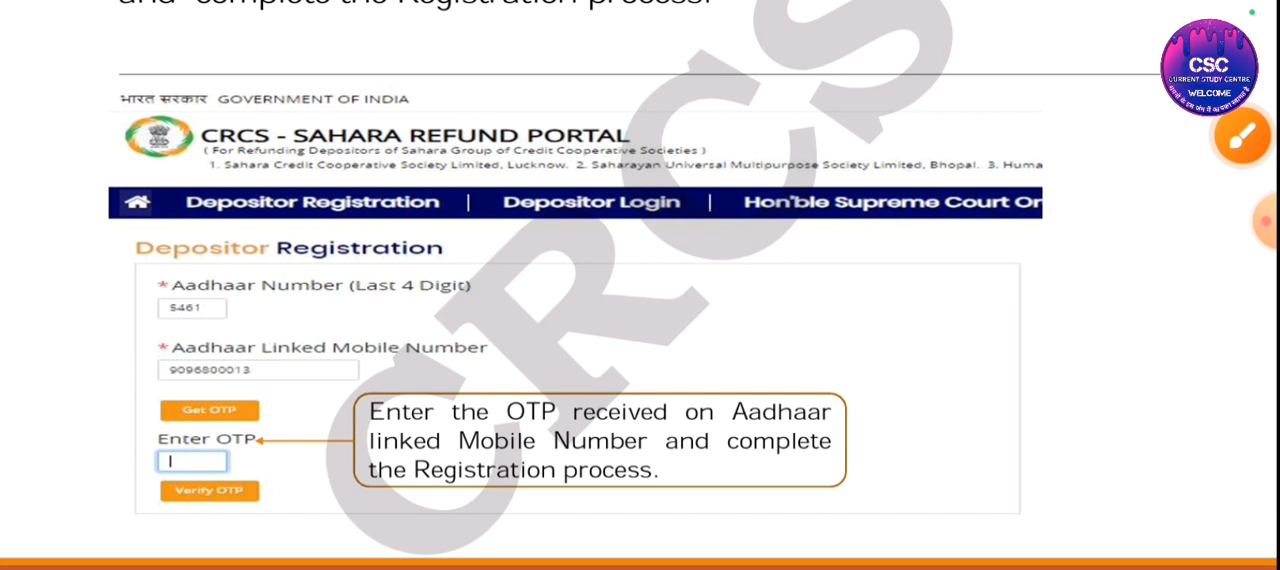 and complete the Registration process.
CSC
CURRENT STUDY CENTRE
WELCOME
भारत सरकार GOVERNMENT OF INDIA
CRCS - SAHARA REFUND PORTAL
( For Refunding Depositors of Sahara Group of Credit Cooperative Societies )
1. Sahara Credit Cooperative Society Limited, Lucknow. 2. Saharayan Universal Multipurpose Society Limited, Bhopal. 3. Huma
Depositor Registration | Depositor Login | Hon'ble Supreme Court Or
Depositor Registration
* Aadhaar Number (Last 4 Digit)
5461
* Aadhaar Linked Mobile Number
9096800013
Get OTP
Enter OTP
Verify OTP
Enter the OTP received on Aadhaar
linked Mobile Number and complete
the Registration process.
CRCS